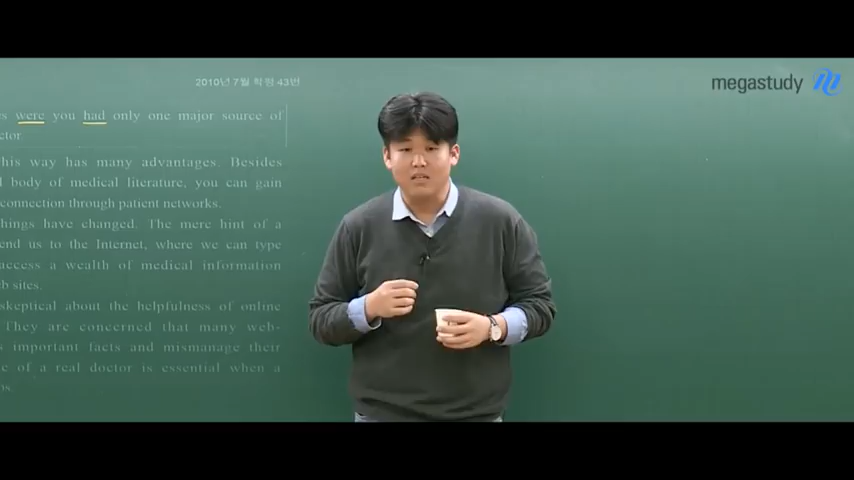 2010년 7월 학평 43번
megastudy
were you had only one major source of
his way has many advantages. Besides
body of medical literature, you can gain
connection through patient networks.
hings have changed. The mere hint of a
end us to the Internet, where we can type
access a wealth of medical information
b sites.
skeptical about the helpfulness of online
They are concerned that many web-
s important facts and mismanage their
of a real doctor is essential when a